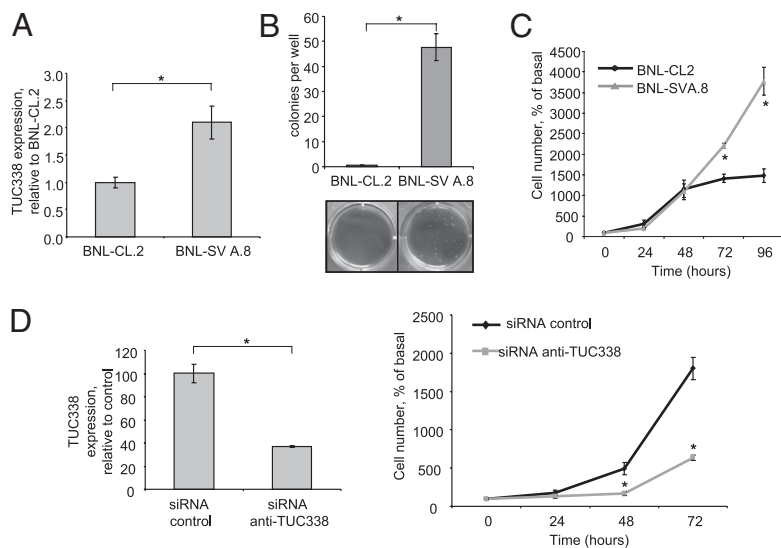 A
TUC338 expression,
relative to BNL-CL.2
3.0
2.5
2.0
1.5
1.0
0.5
0.0
*
BNL-CL.2
BNL-SV A.8
B
colonies per well
60
50
40
30
20
10
0
*
BNL-CL.2
BNL-SV A.8
C
Cell number, % of basal
4500
4000
3500
3000
2500
2000
1500
1000
500
0
BNL-CL2
BNL-SVA.8
*
*
0 24 48 72 96
Time (hours)
D
TUC338
expression,
relative to control
120
100
80
60
40
20
0
*
siRNA
control
siRNA
anti-TUC338
Cell number, % of basal
2500
2000
1500
1000
500
0
siRNA control
siRNA anti-TUC338
*
*
0 24 48 72
Time (hours)